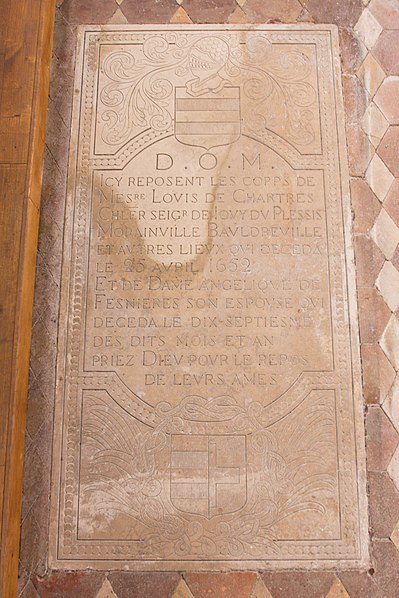 D. O. M.
ICY REPOSENT LES CORPS DE
MESRE LOVIS DE CHARTRES
CHLER SEIGR DE IOVY DV PLESSIS
MORAINVILLE BAVLDREVILLE
ET AVTRES LIEVX QVI DECEDA
LE 25 AVRIL 1652
ET DE DAME ANGELIQVE DE
FESNIERES SON ESPOVSE QVI
DECEDA LE DIX-SEPTIESME
DES DITS MOIS ET AN
PRIEZ DIEV POVR LE REPOS
DE LEVRS AMES